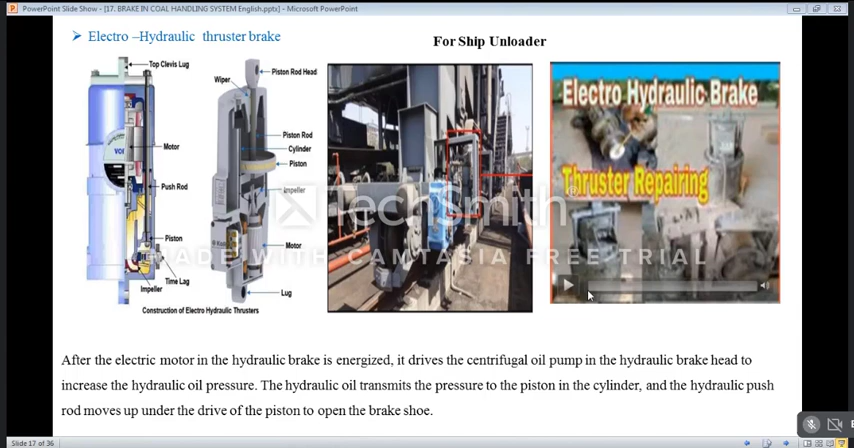 PowerPoint Slide Show - [17. BRAKE IN COAL HANDLING SYSTEM English.pptx] - Microsoft PowerPoint
➢ Electro –Hydraulic thruster brake
For Ship Unloader
Top Clevis Lug
Motor
Push Rod
Piston
Time Lag
Impeller
Wiper
Piston Rod Head
Piston Rod
Cylinder
Piston
Impeller
Motor
Lug
Construction of Electro Hydraulic Thrusters
Electro Hydraulic Brake
Thruster Repairing
TechSmith
MADE WITH CAMTASIA FREE TRIAL
After the electric motor in the hydraulic brake is energized, it drives the centrifugal oil pump in the hydraulic brake head to
increase the hydraulic oil pressure. The hydraulic oil transmits the pressure to the piston in the cylinder, and the hydraulic push
rod moves up under the drive of the piston to open the brake shoe.
Slide 17 of 36